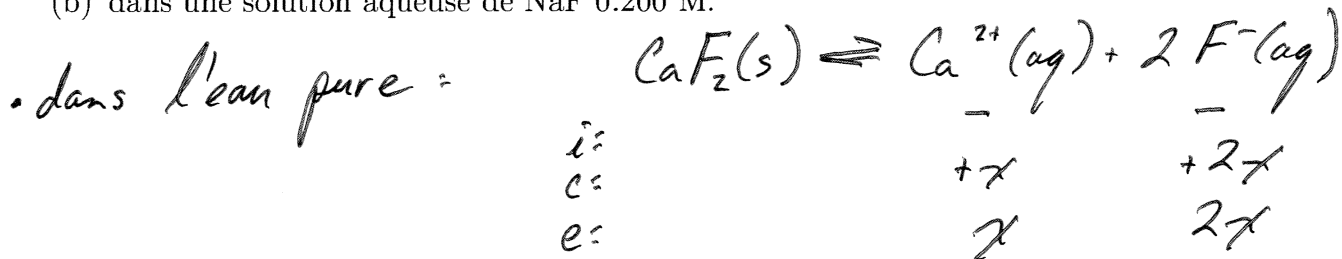 (b) dans une solution aqueuse de NaF 0.200 M.
• dans l'eau pure : CaF₂(s) ⇌ Ca²⁺(aq) + 2 F⁻(aq)
i: – –
c: +x +2x
e: x 2x